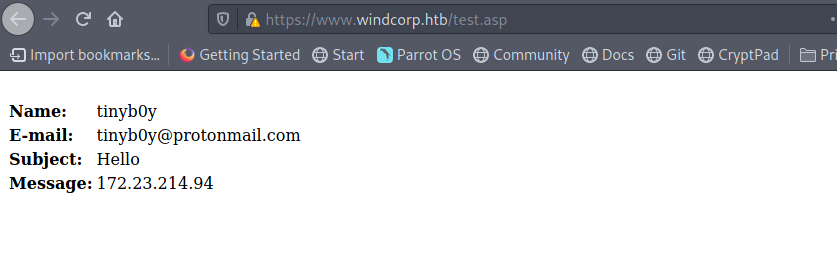 https://www.windcorp.htb/test.asp
Import bookmarks... Getting Started Start Parrot OS Community Docs Git CryptPad Pri
Name: tinyb0y
E-mail: tinyb0y@protonmail.com
Subject: Hello
Message: 172.23.214.94